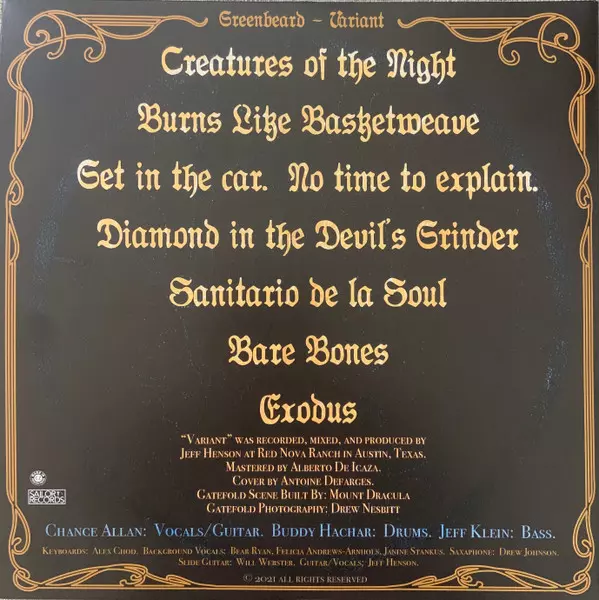 Greenbeard - Variant
Creatures of the Night
Burns Like Basketweave
Get in the car. No time to explain.
Diamond in the Devil's Grinder
Sanitario de la Soul
Bare Bones
Exodus
"Variant" was recorded, mixed, and produced by
Jeff Henson at Red Nova Ranch in Austin, Texas.
Mastered by Alberto De Icaza.
Cover by Antoine Defarges.
Gatefold Scene Built By: Mount Dracula
Gatefold Photography: Drew Nesbitt
SAILOR
RECORDS
Chance Allan: Vocals/Guitar. Buddy Hachar: Drums. Jeff Klein: Bass.
Keyboards: Alex Chod. Background Vocals: Bear Ryan, Felicia Andrews-Arnhols, Janine Stankus. Saxaphone: Drew Johnson.
Slide Guitar: Will Webster. Guitar/Vocals: Jeff Henson.
© 2021 ALL RIGHTS RESERVED